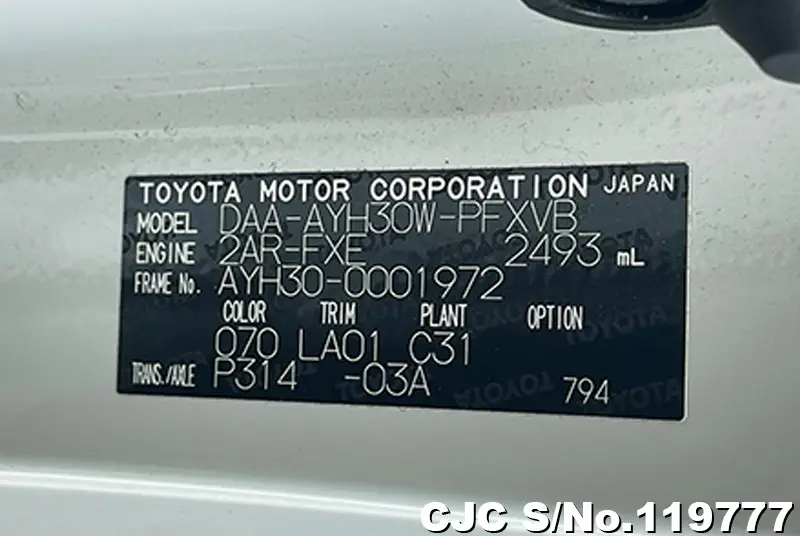 TOYOTA MOTOR CORPORATION JAPAN
MODEL DAA-AYH30W-PFXVB
ENGINE 2AR-FXE 2493 mL
FRAME No. AYH30-0001972
COLOR TRIM PLANT OPTION
070 LA01 C31
TRANS./AXLE P314 -03A 794
CJC S/No.119777